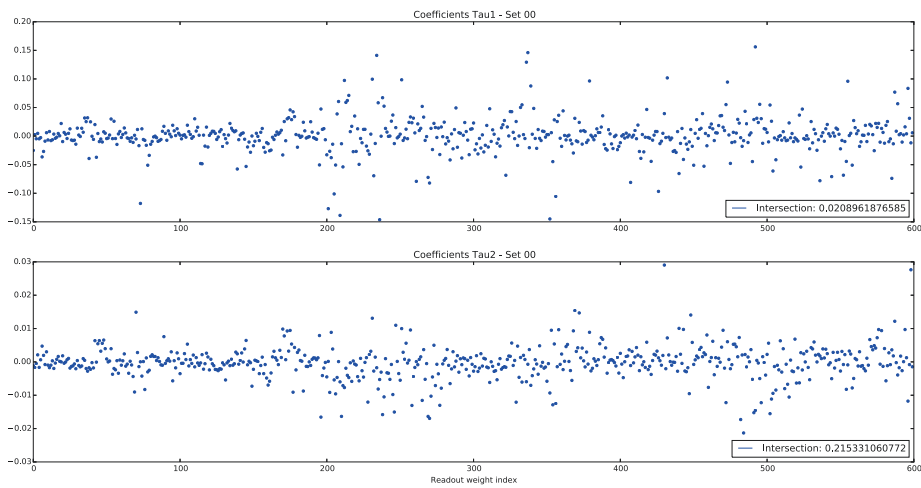 Coefficients Tau1 - Set 00
0.20
0.15
0.10
0.05
0.00
−0.05
−0.10
−0.15
0 100 200 300 400 500 600
Intersection: 0,0208961876585
Coefficients Tau2 - Set 00
0.03
0.02
0.01
0.00
−0.01
−0.02
−0.03
0 100 200 300 400 500 600
Intersection: 0,215331060772
Readout weight index